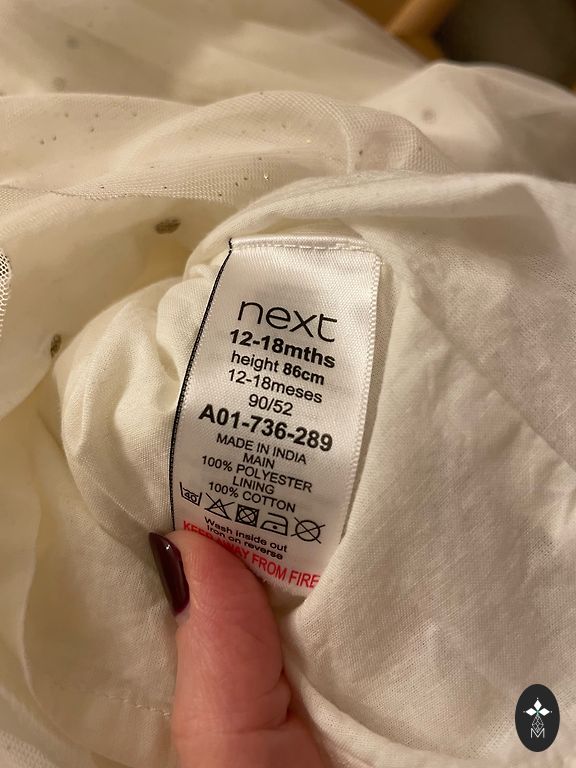 next
12-18mths
height 86cm
12-18meses
90/52
A01-736-289
MADE IN INDIA
MAIN
100% POLYESTER
LINING
100% COTTON
40
Wash inside out
Iron on reverse
KEEP AWAY FROM FIRE
M